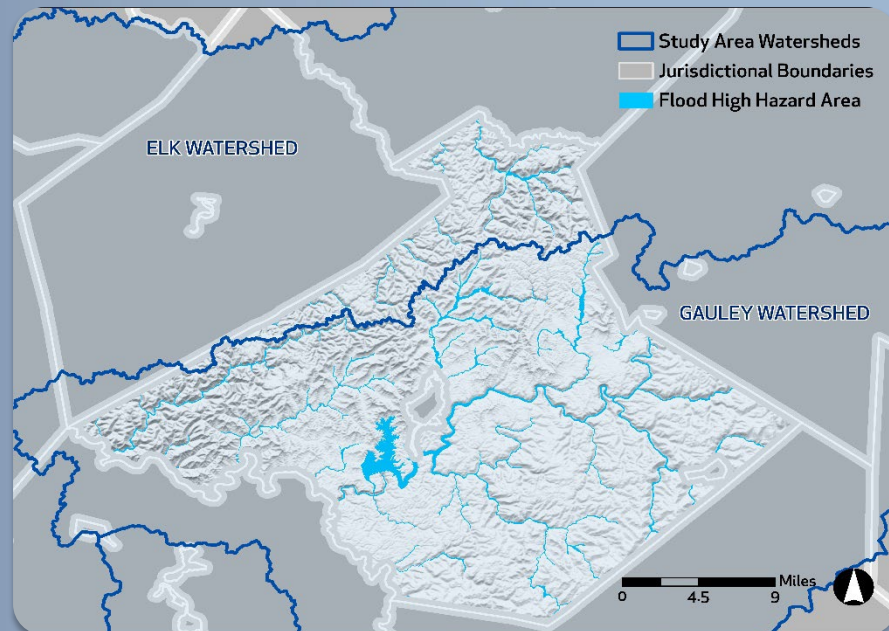 Study Area Watersheds
Jurisdictional Boundaries
Flood High Hazard Area
ELK WATERSHED
GAULEY WATERSHED
Miles
0 4.5 9